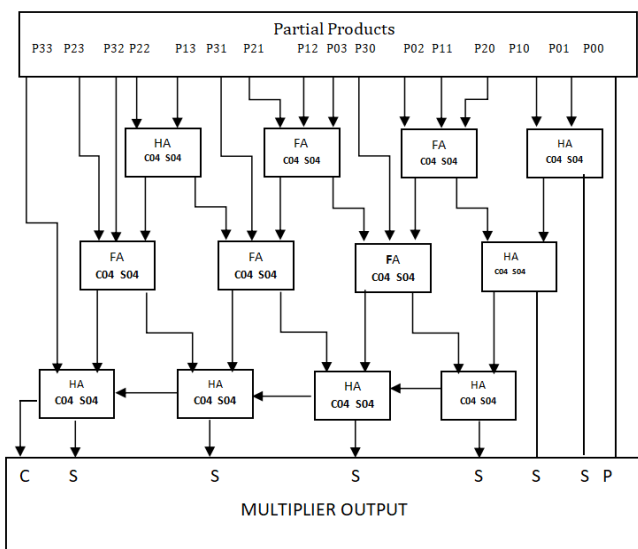 Partial Products
P33 P23 P32 P22 P13 P31 P21 P12 P03 P30 P02 P11 P20 P10 P01 P00
HA FA FA HA
C04 S04 C04 S04 C04 S04 C04 S04
FA FA FA HA
C04 S04 C04 S04 C04 S04 C04 S04
HA HA HA HA
C04 S04 C04 S04 C04 S04 C04 S04
C S S S S S S P
MULTIPLIER OUTPUT